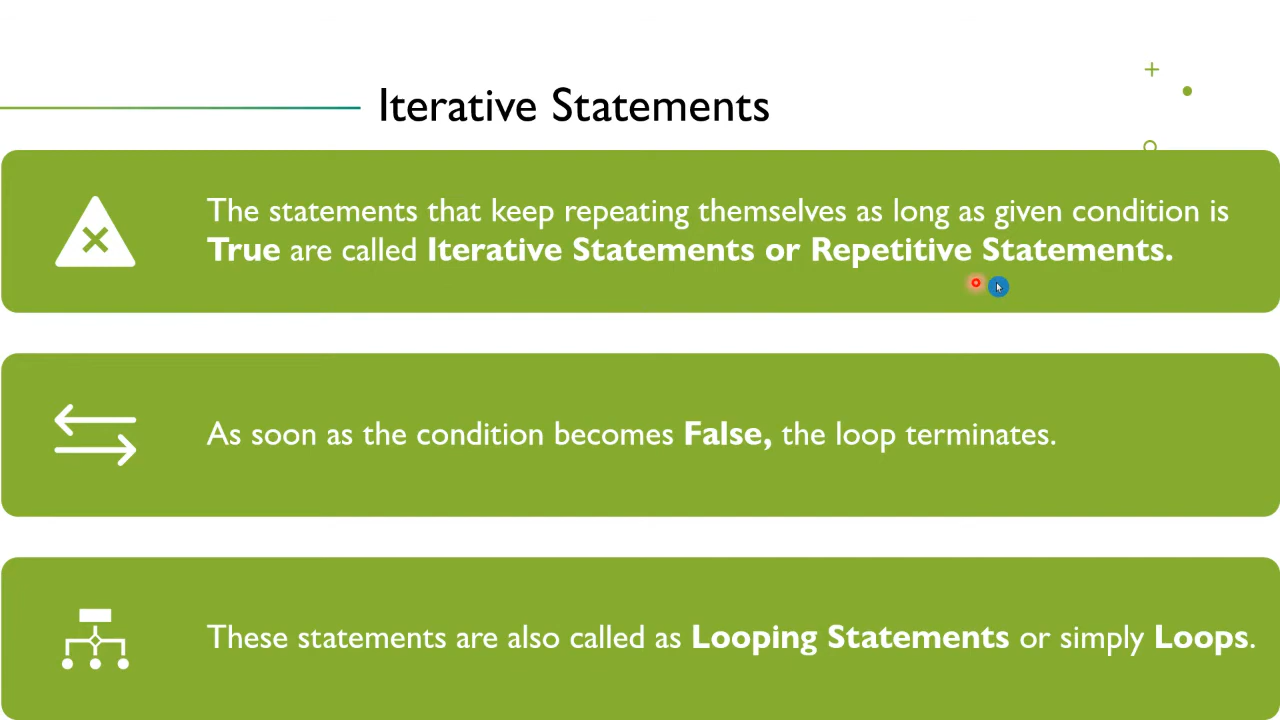 Iterative Statements
The statements that keep repeating themselves as long as given condition is
True are called Iterative Statements or Repetitive Statements.
As soon as the condition becomes False, the loop terminates.
These statements are also called as Looping Statements or simply Loops.